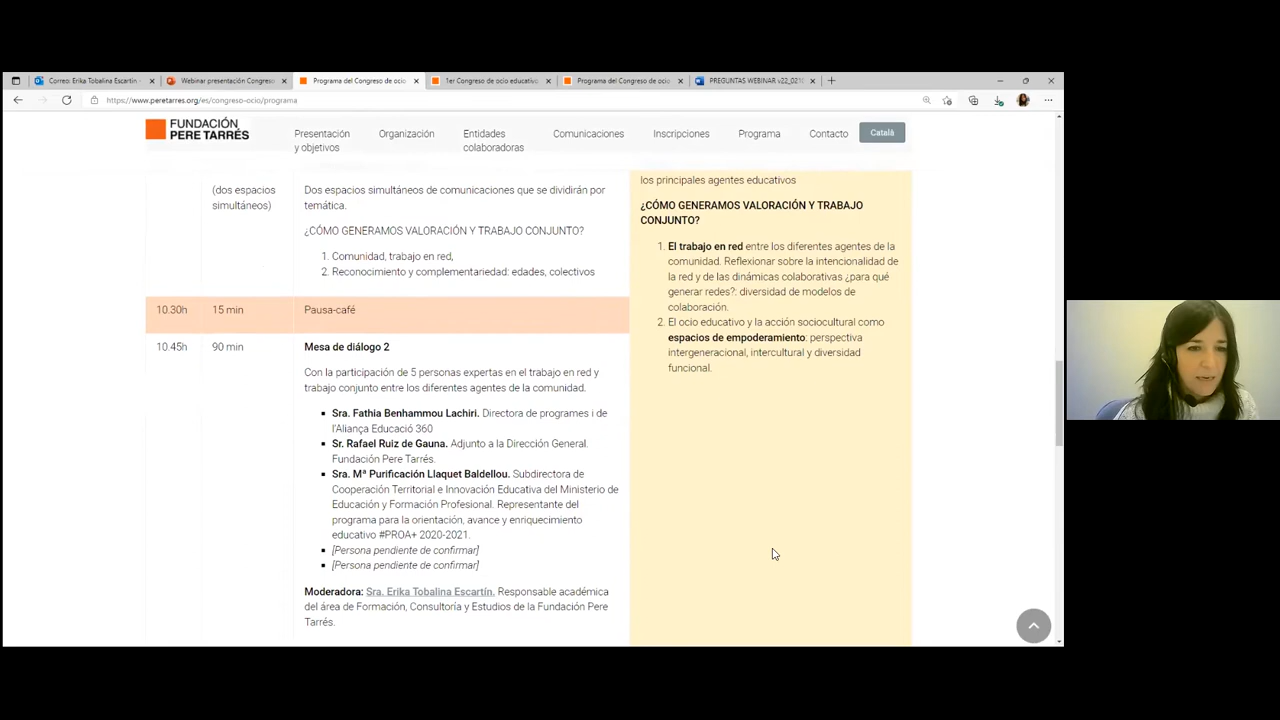 Correo: Erika Tobalina Escartín
Webinar presentación Congreso
Programa del Congreso de ocio
1er Congreso de ocio educativo
Programa del Congreso de ocio
PREGUNTAS WEBINAR v22_021
https://www.peretarres.org/es/congreso-ocio/programa
FUNDACIÓN
PERE TARRÉS
Presentación
y objetivos
Organización
Entidades
colaboradoras
Comunicaciones
Inscripciones
Programa
Contacto
Català
(dos espacios
simultáneos)
Dos espacios simultáneos de comunicaciones que se dividirán por
temática.
¿CÓMO GENERAMOS VALORACIÓN Y TRABAJO CONJUNTO?
1. Comunidad, trabajo en red,
2. Reconocimiento y complementariedad: edades, colectivos
10.30h 15 min Pausa-café
10.45h 90 min Mesa de diálogo 2
Con la participación de 5 personas expertas en el trabajo en red y
trabajo conjunto entre los diferentes agentes de la comunidad.
Sra. Fathia Benhammou Lachiri. Directora de programes i de
l'Aliança Educació 360
Sr. Rafael Ruiz de Gauna. Adjunto a la Dirección General.
Fundación Pere Tarrés.
Sra. Mª Purificación Llaquet Baldellou. Subdirectora de
Cooperación Territorial e Innovación Educativa del Ministerio de
Educación y Formación Profesional. Representante del
programa para la orientación, avance y enriquecimiento
educativo #PROA+ 2020-2021.
[Persona pendiente de confirmar]
[Persona pendiente de confirmar]
Moderadora: Sra. Erika Tobalina Escartín. Responsable académica
del área de Formación, Consultoría y Estudios de la Fundación Pere
Tarrés.
los principales agentes educativos
¿CÓMO GENERAMOS VALORACIÓN Y TRABAJO
CONJUNTO?
1. El trabajo en red entre los diferentes agentes de la
comunidad. Reflexionar sobre la intencionalidad de
la red y de las dinámicas colaborativas ¿para qué
generar redes?: diversidad de modelos de
colaboración.
2. El ocio educativo y la acción sociocultural como
espacios de empoderamiento: perspectiva
intergeneracional, intercultural y diversidad
funcional.